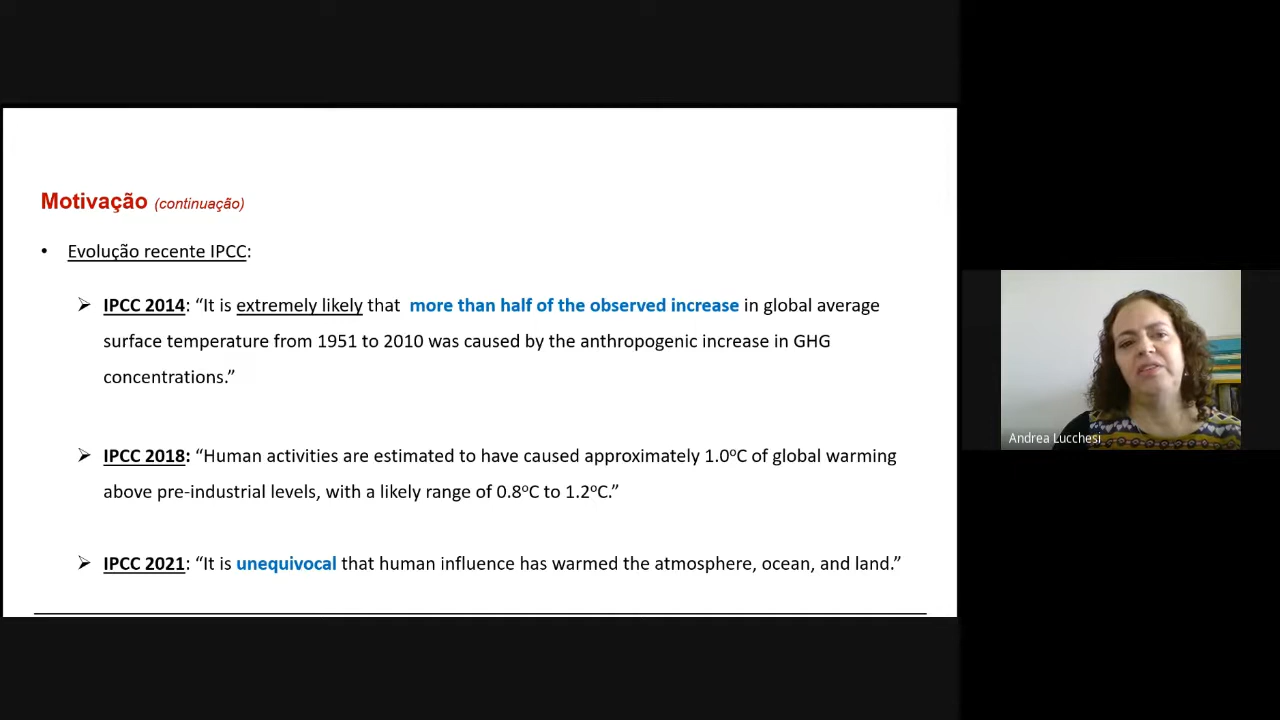 Motivação (continuação)
• Evolução recente IPCC:
➢ IPCC 2014: “It is extremely likely that more than half of the observed increase in global average
surface temperature from 1951 to 2010 was caused by the anthropogenic increase in GHG
concentrations.”
➢ IPCC 2018: “Human activities are estimated to have caused approximately 1.0ºC of global warming
above pre-industrial levels, with a likely range of 0.8ºC to 1.2ºC.”
➢ IPCC 2021: “It is unequivocal that human influence has warmed the atmosphere, ocean, and land.”
Andrea Lucchesi